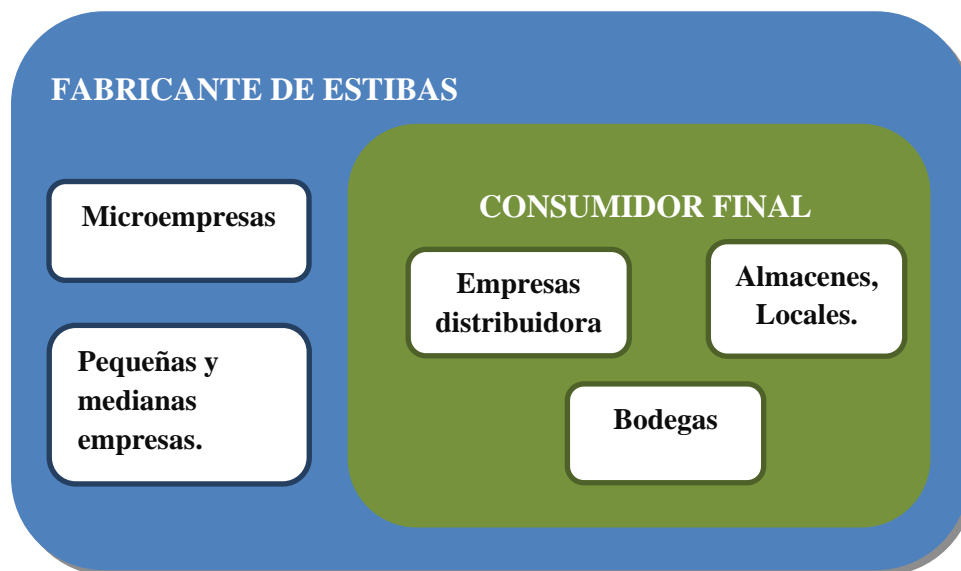 FABRICANTE DE ESTIBAS
Microempresas
Pequeñas y
medianas
empresas.
CONSUMIDOR FINAL
Empresas
distribuidora
Almacenes,
Locales.
Bodegas